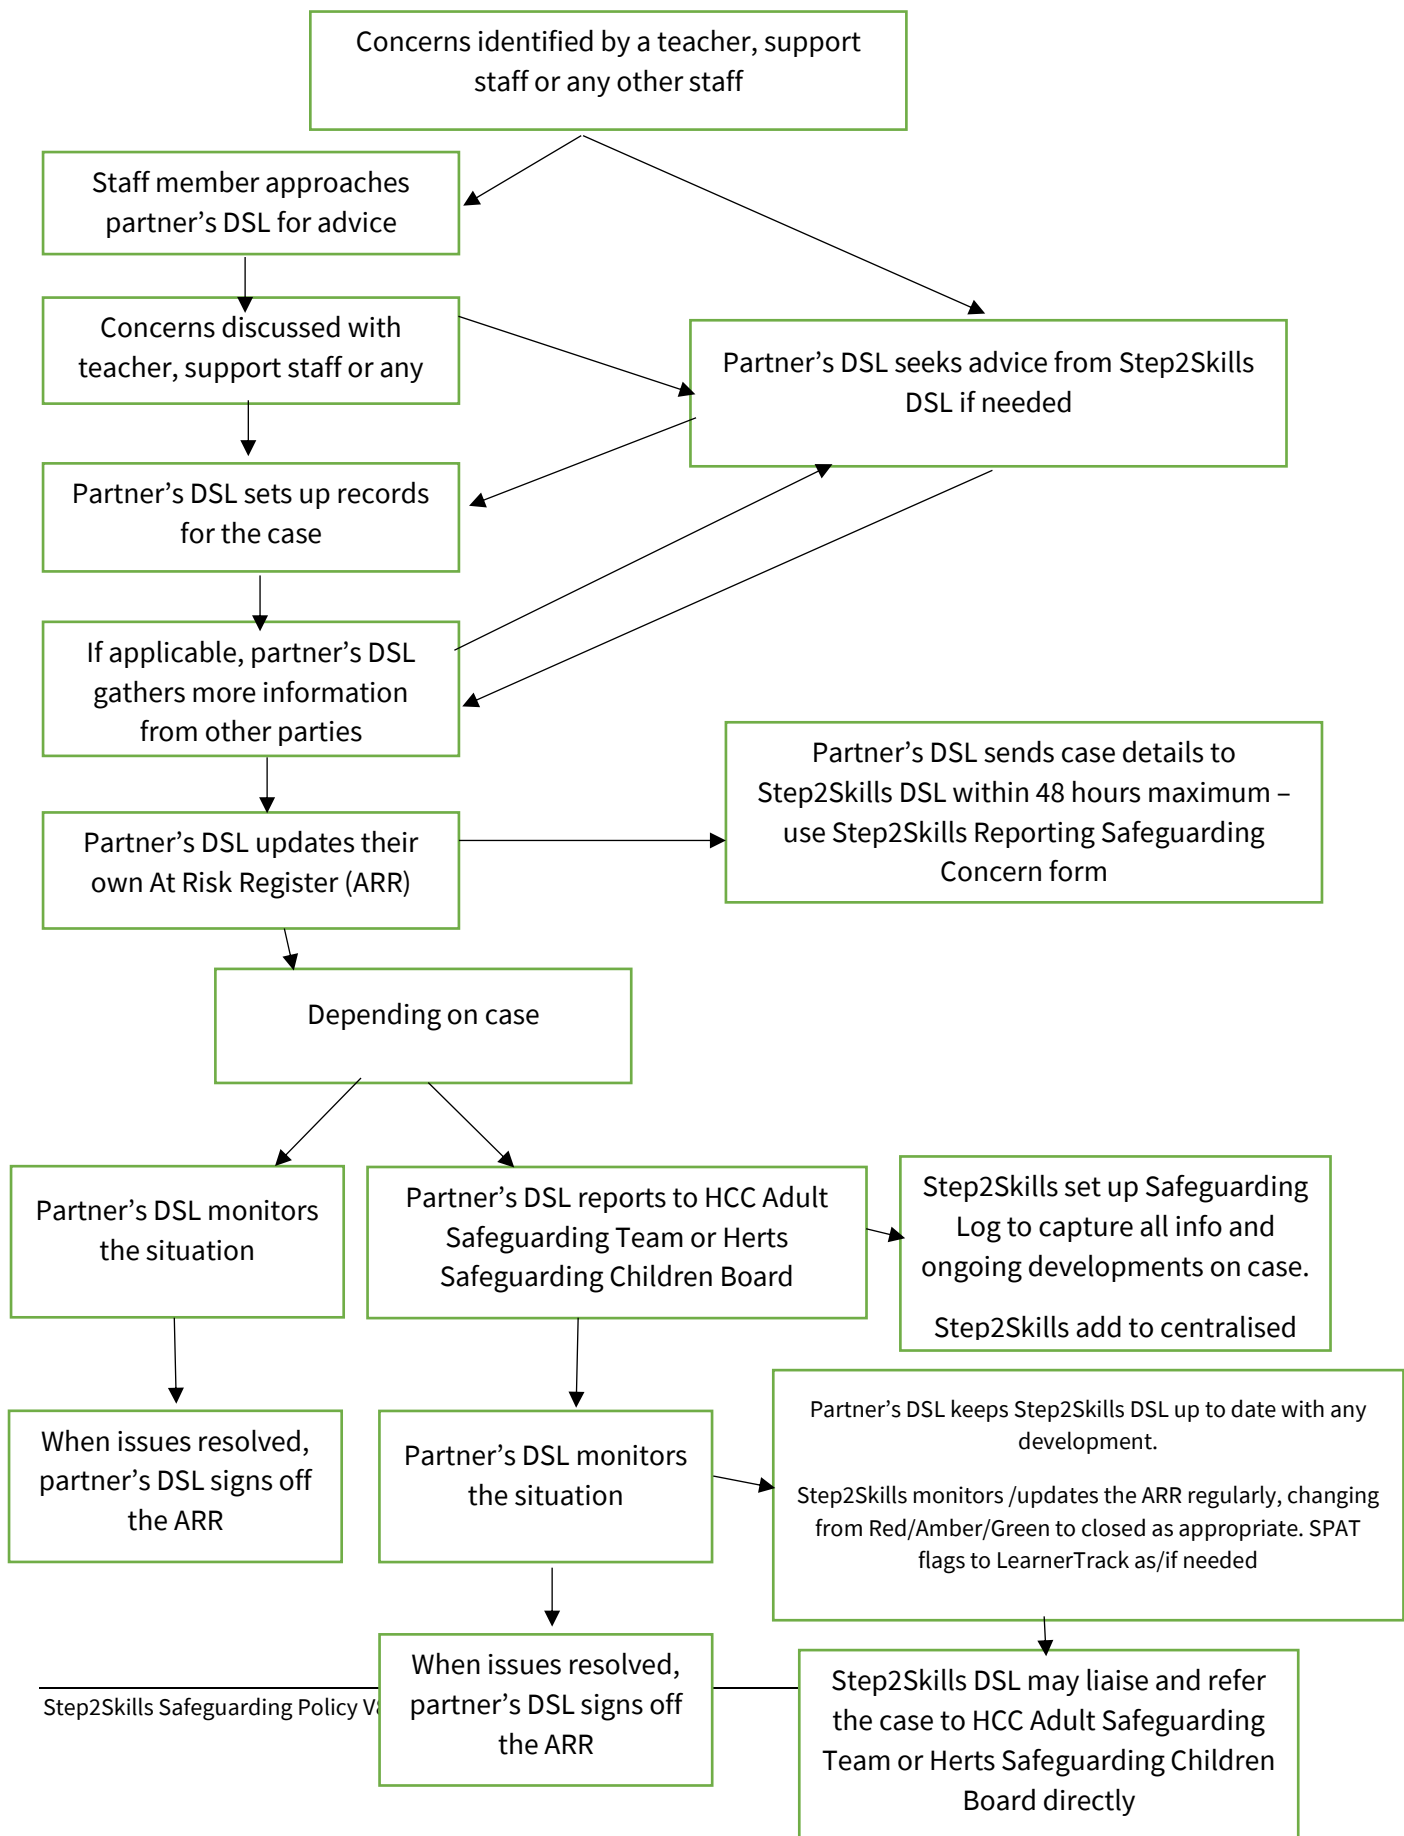 Concerns identified by a teacher, support
staff or any other staff
Staff member approaches
partner’s DSL for advice
Concerns discussed with
teacher, support staff or any
Partner’s DSL seeks advice from Step2Skills
DSL if needed
Partner’s DSL sets up records
for the case
If applicable, partner’s DSL
gathers more information
from other parties
Partner’s DSL sends case details to
Step2Skills DSL within 48 hours maximum –
use Step2Skills Reporting Safeguarding
Concern form
Partner’s DSL updates their
own At Risk Register (ARR)
Depending on case
Partner’s DSL monitors
the situation
Partner’s DSL reports to HCC Adult
Safeguarding Team or Herts
Safeguarding Children Board
Step2Skills set up Safeguarding
Log to capture all info and
ongoing developments on case.
Step2Skills add to centralised
When issues resolved,
partner’s DSL signs off
the ARR
Partner’s DSL monitors
the situation
Partner’s DSL keeps Step2Skills DSL up to date with any
development.
Step2Skills monitors /updates the ARR regularly, changing
from Red/Amber/Green to closed as appropriate. SPAT
flags to LearnerTrack as/if needed
When issues resolved,
partner’s DSL signs off
the ARR
Step2Skills DSL may liaise and refer
the case to HCC Adult Safeguarding
Team or Herts Safeguarding Children
Board directly
Step2Skills Safeguarding Policy